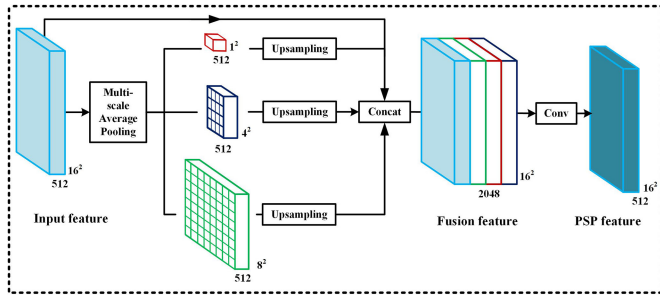 1²
512
Upsampling
Multi-
scale
Average
Pooling
4²
512
Upsampling
Concat
Conv
16²
512
Input feature
8²
512
Upsampling
2048
16²
Fusion feature
16²
512
PSP feature